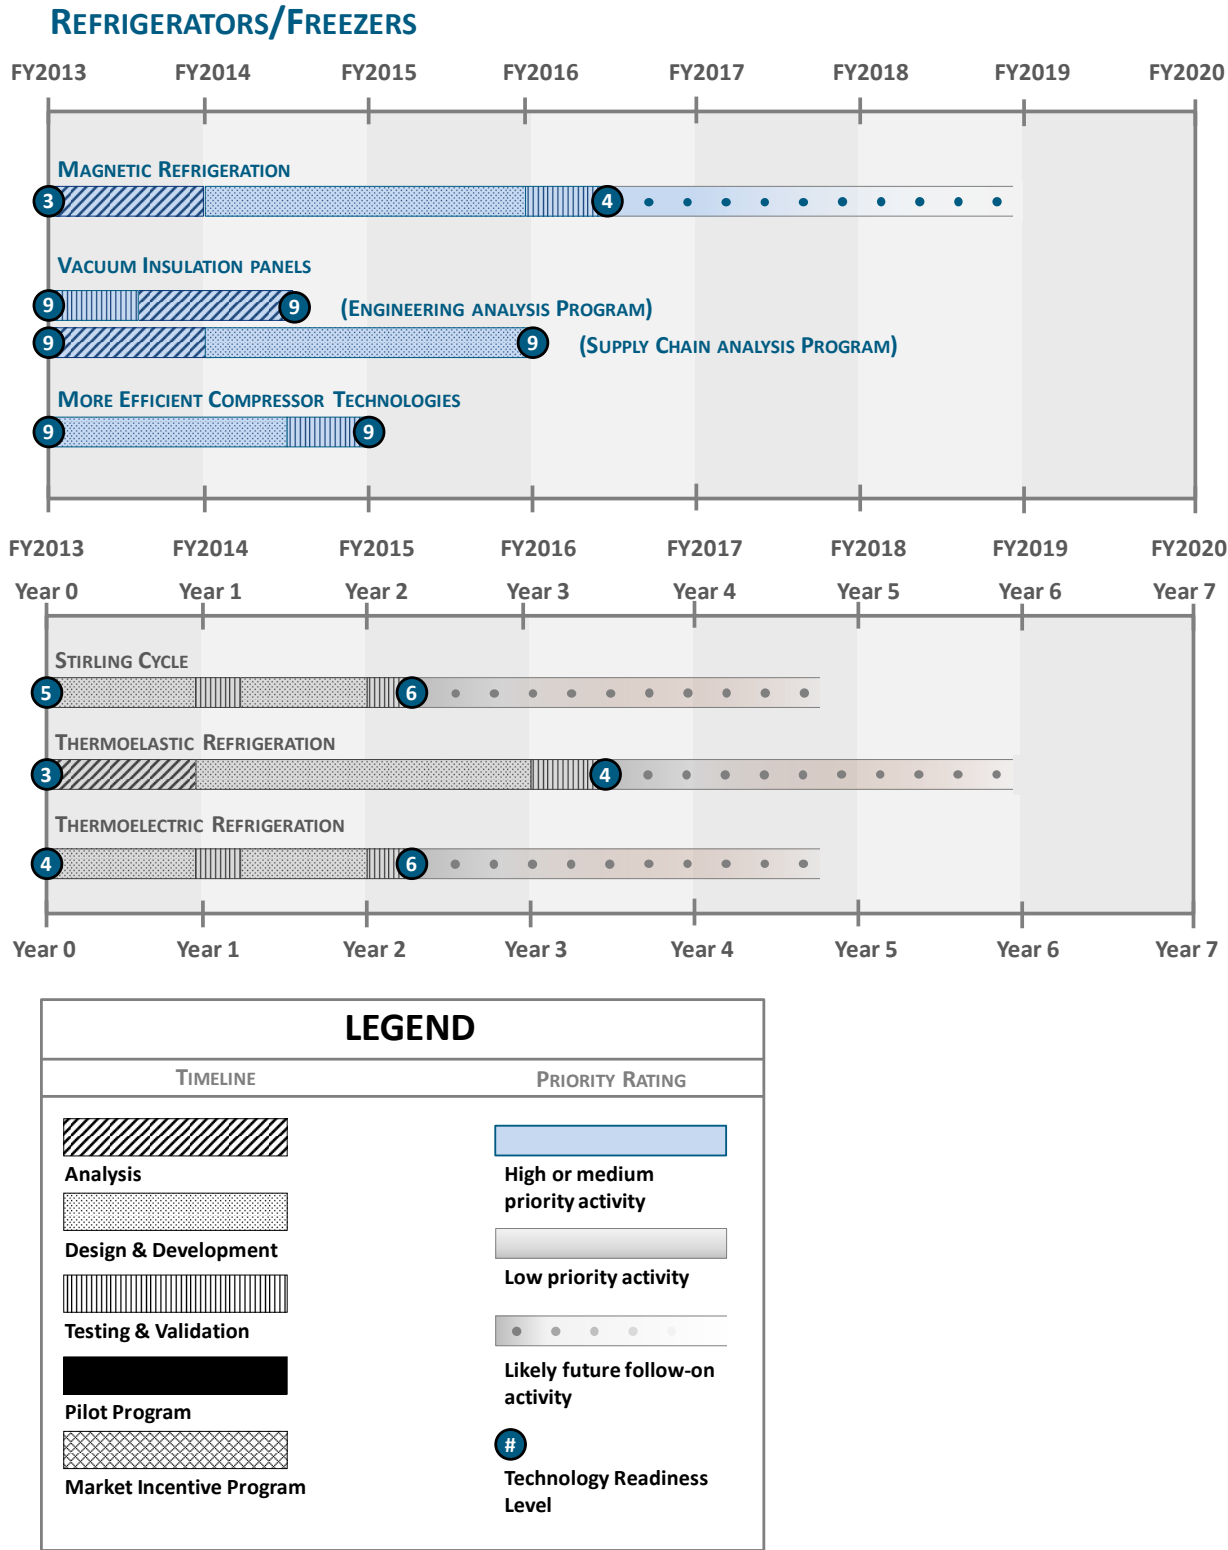 REFRIGERATORS/FREEZERS
FY2013 FY2014 FY2015 FY2016 FY2017 FY2018 FY2019 FY2020
MAGNETIC REFRIGERATION
3 4
VACUUM INSULATION PANELS
9 9 (ENGINEERING ANALYSIS PROGRAM)
9 9 (SUPPLY CHAIN ANALYSIS PROGRAM)
MORE EFFICIENT COMPRESSOR TECHNOLOGIES
9 9
FY2013 FY2014 FY2015 FY2016 FY2017 FY2018 FY2019 FY2020
Year 0 Year 1 Year 2 Year 3 Year 4 Year 5 Year 6 Year 7
STIRLING CYCLE
5 6
THERMOELASTIC REFRIGERATION
3 4
THERMOELECTRIC REFRIGERATION
4 6
Year 0 Year 1 Year 2 Year 3 Year 4 Year 5 Year 6 Year 7
LEGEND
TIMELINE
Analysis
Design & Development
Testing & Validation
Pilot Program
Market Incentive Program
PRIORITY RATING
High or medium
priority activity
Low priority activity
Likely future follow-on
activity
#
Technology Readiness
Level